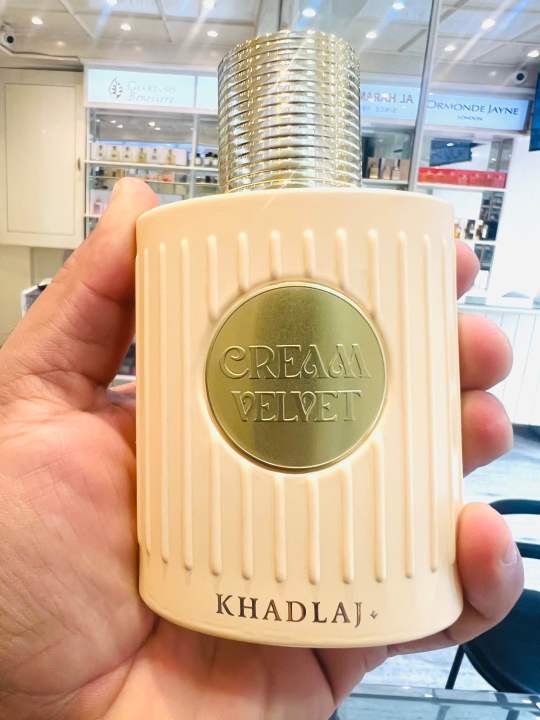 ORMONDE JAYNE
LONDON
CREAM
VELVET
KHADLAJ